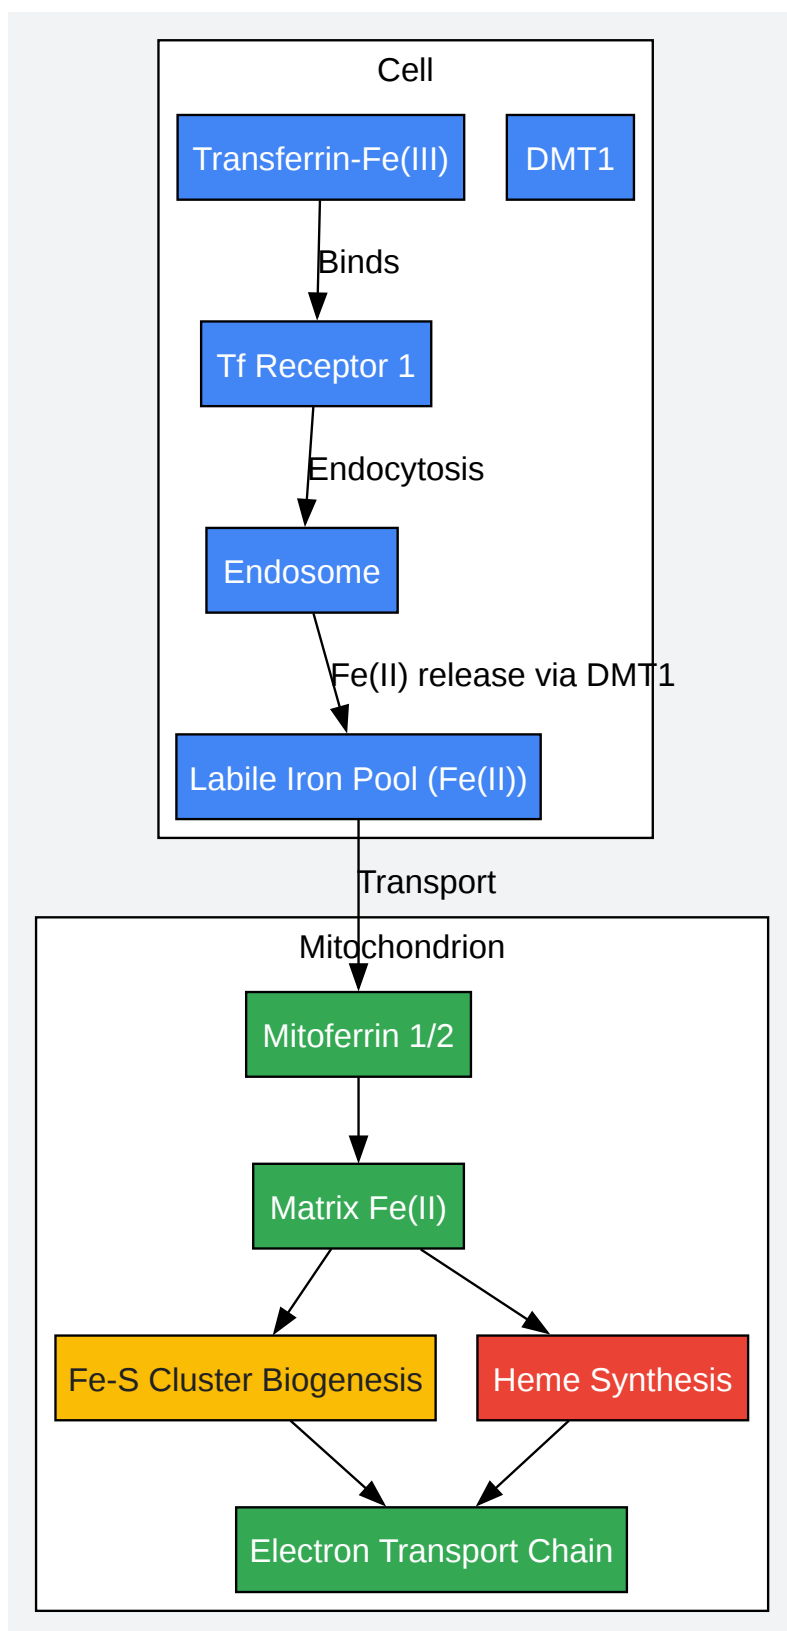 Cell
Transferrin-Fe(III)
DMT1
Binds
Tf Receptor 1
Endocytosis
Endosome
Fe(II) release via DMT1
Labile Iron Pool (Fe(II))
Transport
Mitochondrion
Mitoferrin 1/2
Matrix Fe(II)
Fe-S Cluster Biogenesis
Heme Synthesis
Electron Transport Chain